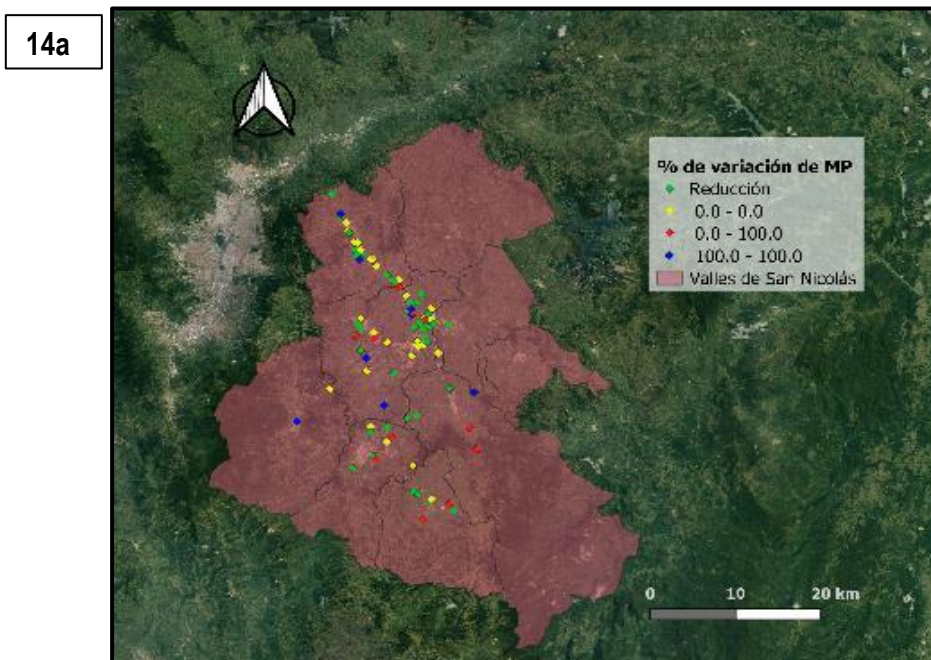 14a
% de variación de MP
Reducción
0.0 - 0.0
0.0 - 100.0
100.0 - 100.0
Valles de San Nicolás
0 10 20 km